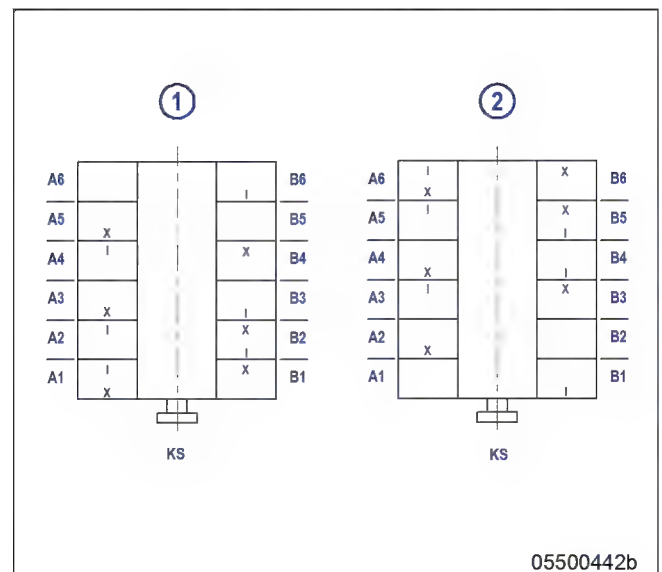 1
A6 B6
I
A5 B5
X
A4 I X B4
A3 B3
X I
A2 I X B2
I
A1 I X B1
X
KS
2
A6 I X B6
X
A5 I X B5
I
A4 B4
X I
A3 I X B3
A2 B2
X
A1 B1
I
KS
05500442b